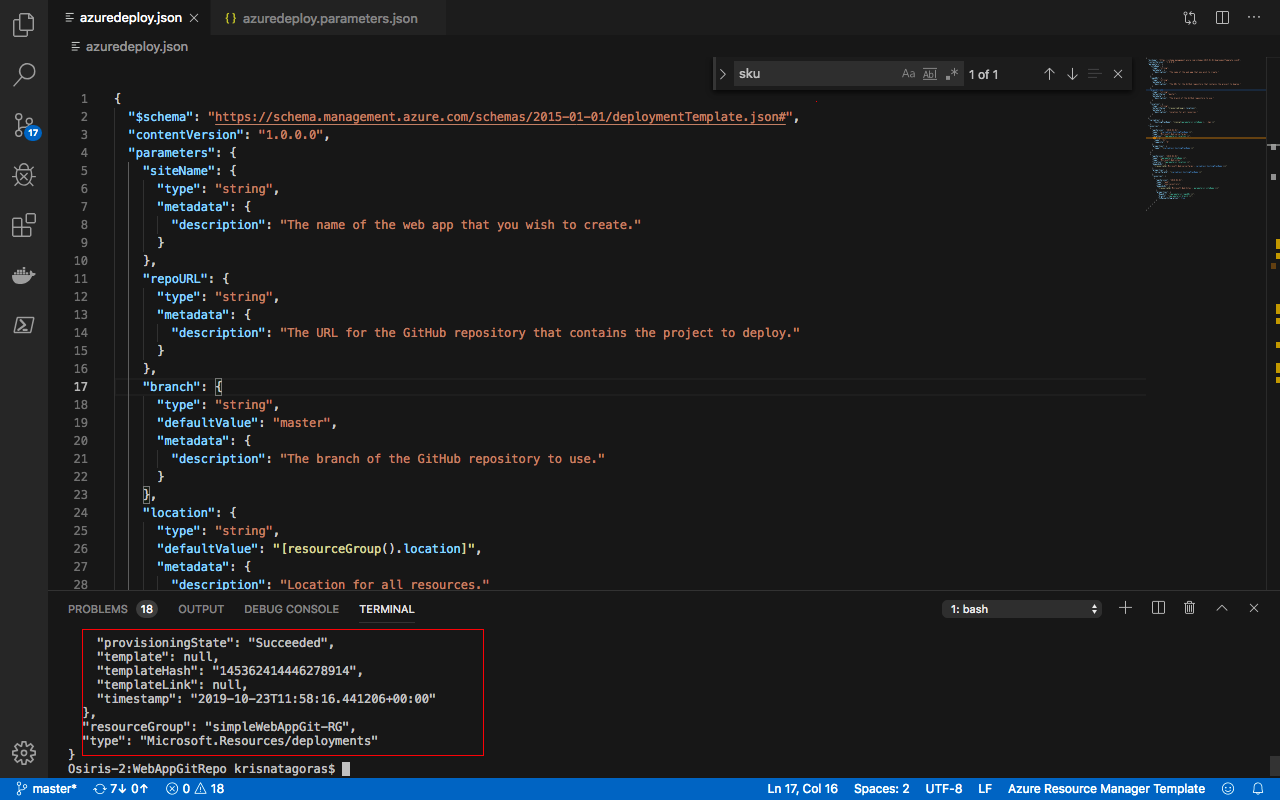 azuredeploy.json
{} azuredeploy.parameters.json
azuredeploy.json
sku
Aa Abl .* 1 of 1
17
1 {
2 "$schema": "https://schema.management.azure.com/schemas/2015-01-01/deploymentTemplate.json#",
3 "contentVersion": "1.0.0.0",
4 "parameters": {
5 "siteName": {
6 "type": "string",
7 "metadata": {
8 "description": "The name of the web app that you wish to create."
9 }
10 },
11 "repoURL": {
12 "type": "string",
13 "metadata": {
14 "description": "The URL for the GitHub repository that contains the project to deploy."
15 }
16 },
17 "branch": {
18 "type": "string",
19 "defaultValue": "master",
20 "metadata": {
21 "description": "The branch of the GitHub repository to use."
22 }
23 },
24 "location": {
25 "type": "string",
26 "defaultValue": "[resourceGroup().location]",
27 "metadata": {
28 "description": "Location for all resources."
PROBLEMS 18 OUTPUT DEBUG CONSOLE TERMINAL 1: bash
"provisioningState": "Succeeded",
"template": null,
"templateHash": "145362414446278914",
"templateLink": null,
"timestamp": "2019-10-23T11:58:16.441206+00:00"
},
"resourceGroup": "simpleWebAppGit-RG",
"type": "Microsoft.Resources/deployments"
}
Osiris-2:WebAppGitRepo krisnatagoras$
master* 7↓ 0↑ 0 18 Ln 17, Col 16 Spaces: 2 UTF-8 LF Azure Resource Manager Template